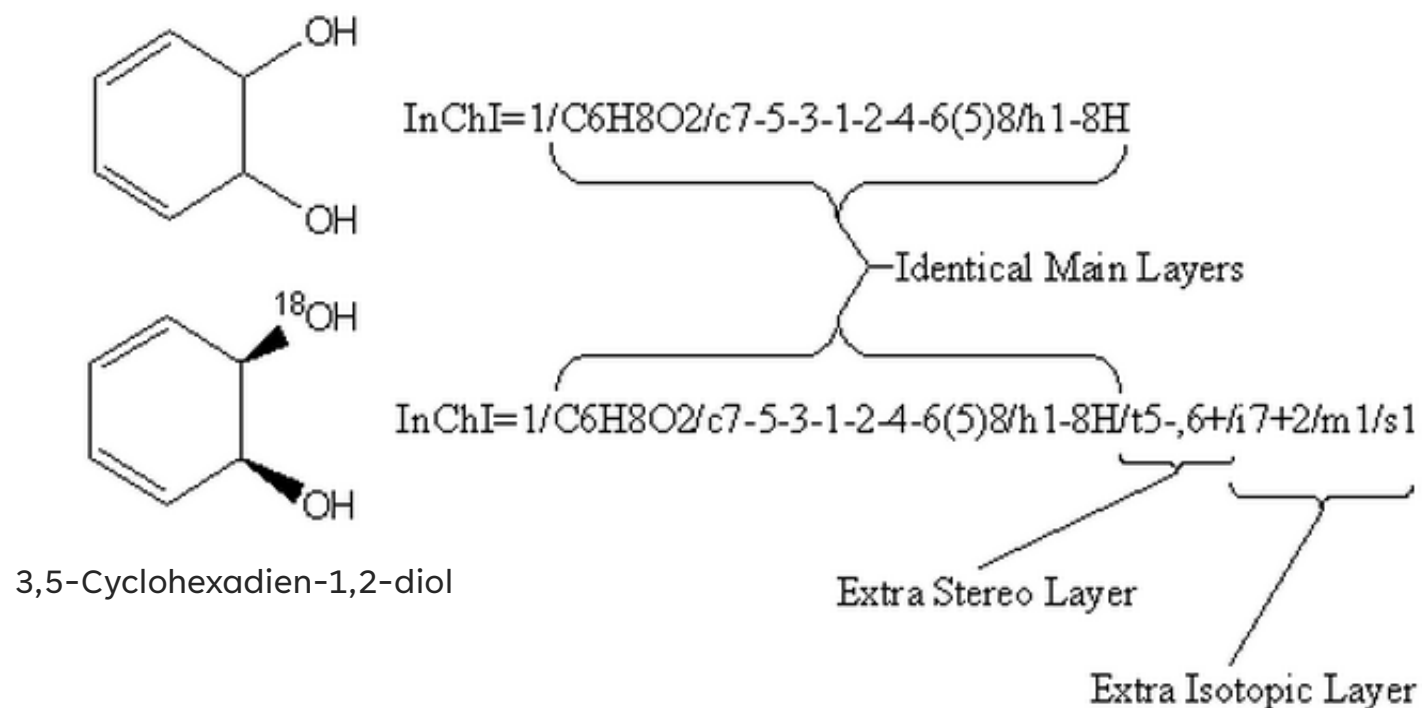 OH
InChI=1/C6H8O2/c7-5-3-1-2-4-6(5)8/h1-8H
OH
Identical Main Layers
18OH
InChI=1/C6H8O2/c7-5-3-1-2-4-6(5)8/h1-8H/t5-,6+/i7+2/m1/s1
OH
3,5-Cyclohexadien-1,2-diol
Extra Stereo Layer
Extra Isotopic Layer